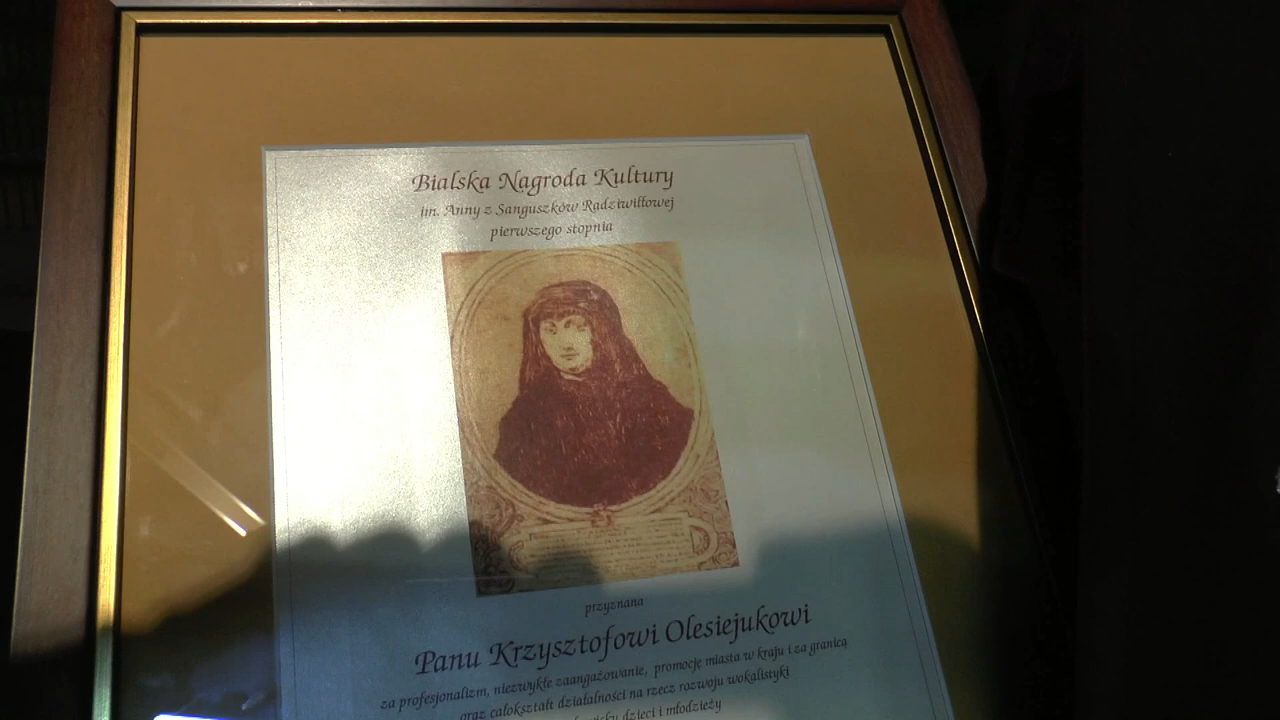 Bialska Nagroda Kultury
im. Anny z Sanguszków Radziwiłłowej
pierwszego stopnia
przyznana
Panu Krzysztofowi Olesiejukowi
za profesjonalizm, niezwykłe zaangażowanie, promocję miasta w kraju i za granicą
oraz całokształt działalności na rzecz rozwoju wokalistyki
dzieci i młodzieży